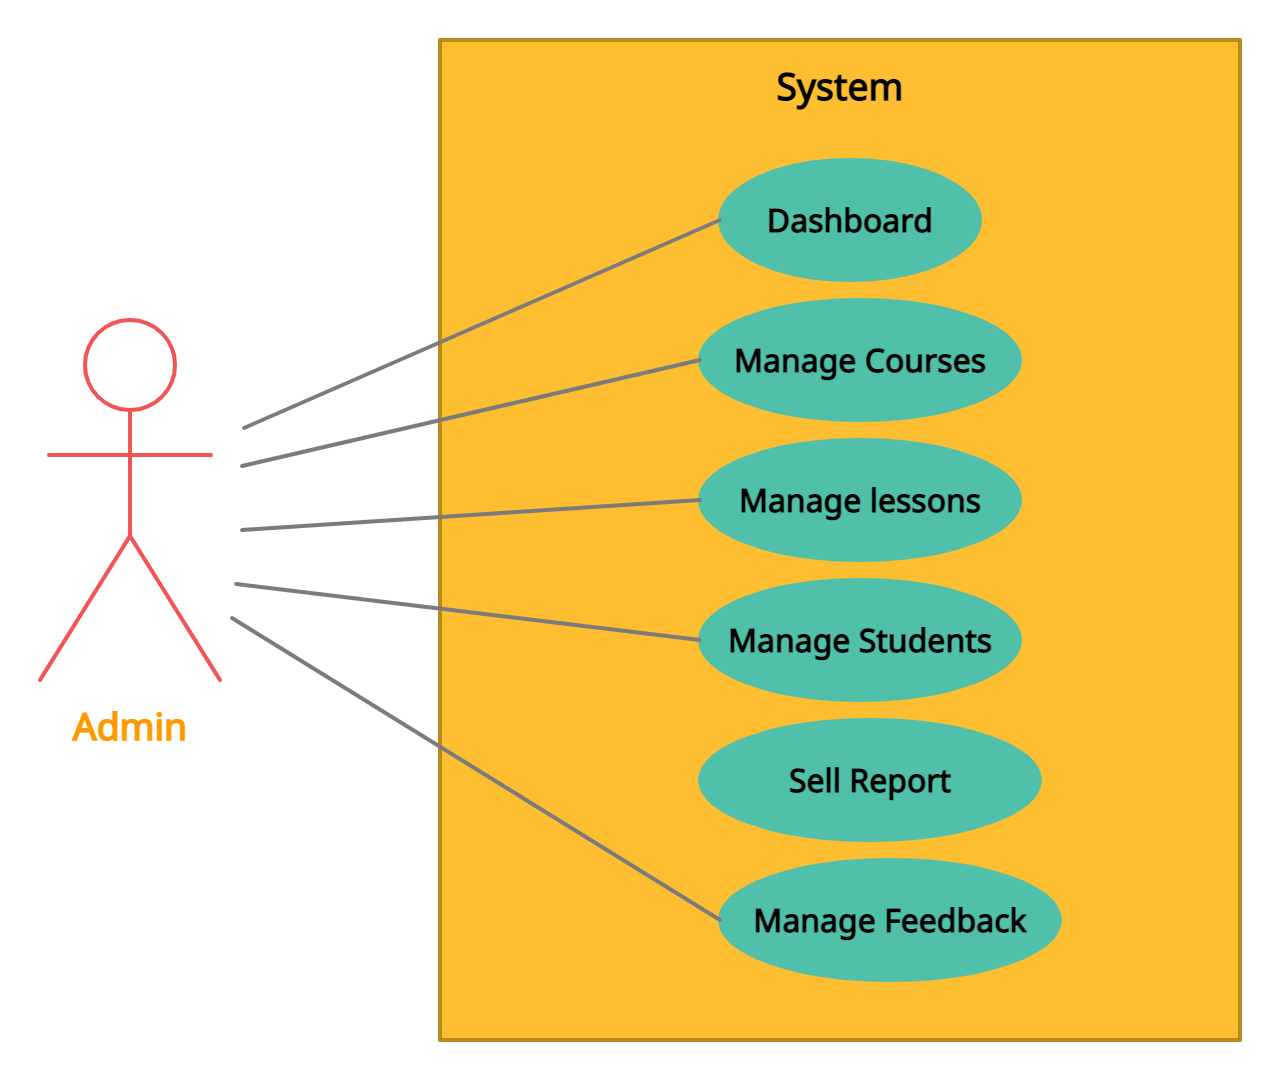 System
Dashboard
Manage Courses
Manage lessons
Manage Students
Admin
Sell Report
Manage Feedback